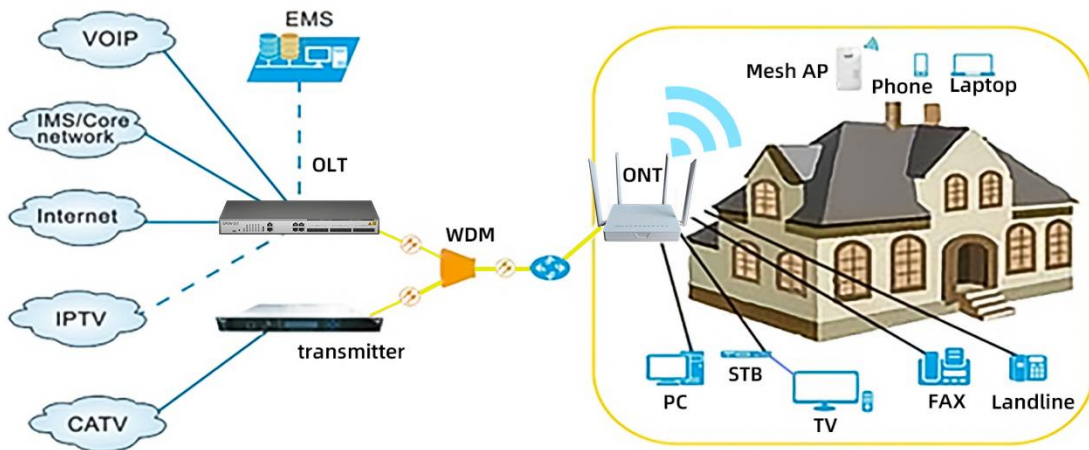 VOIP
EMS
IMS/Core
network
OLT
Internet
WDM
IPTV
transmitter
CATV
Mesh AP
Phone
Laptop
ONT
PC
STB
TV
FAX
Landline